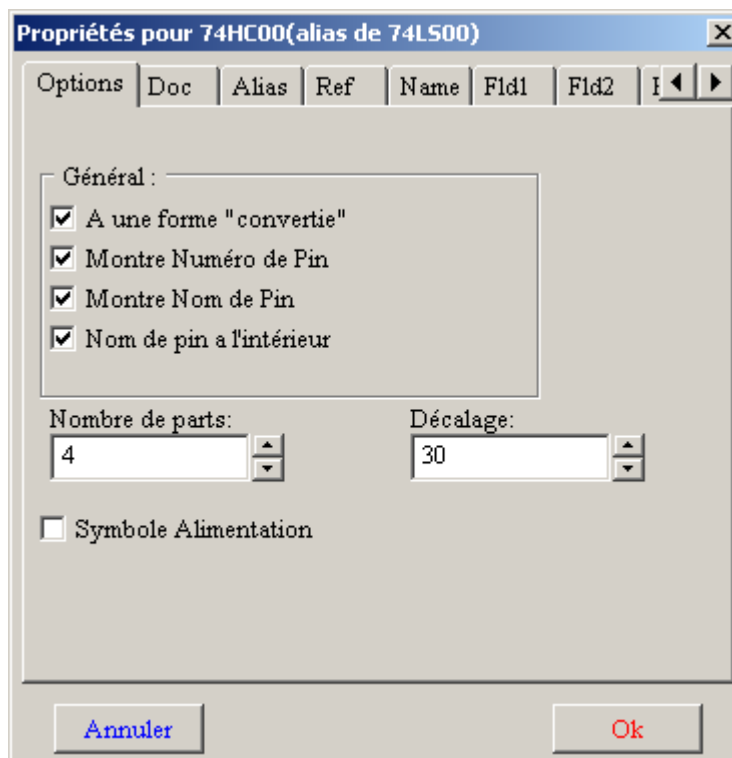 Propriétés pour 74HC00(alias de 74LS00)
Options Doc Alias Ref Name Fld1 Fld2
Général :
A une forme "convertie"
Montre Numéro de Pin
Montre Nom de Pin
Nom de pin a l'intérieur
Nombre de parts: Décalage:
4 30
Symbole Alimentation
Annuler Ok